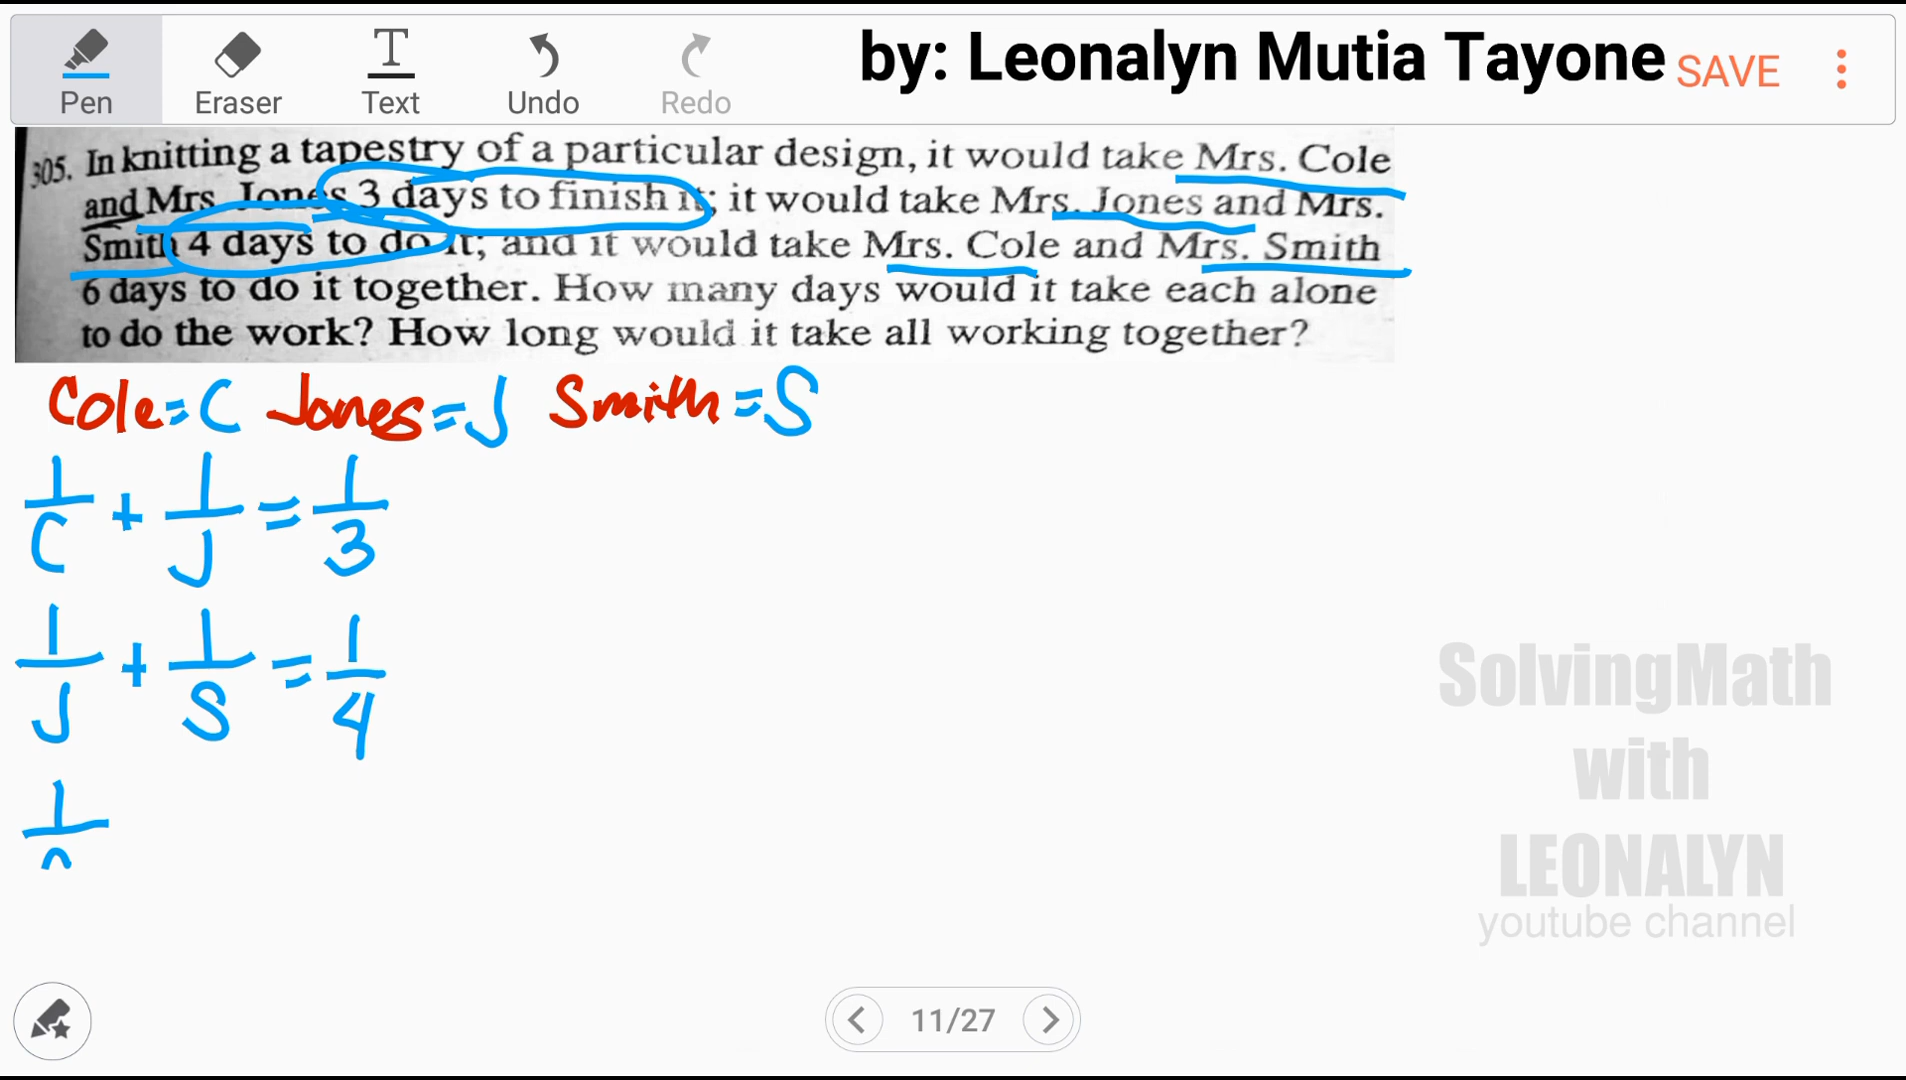 by: Leonalyn Mutia Tayone
Pen Eraser Text Undo Redo SAVE
305. In knitting a tapestry of a particular design, it would take Mrs. Cole
and Mrs. Jones 3 days to finish it; it would take Mrs. Jones and Mrs.
Smith 4 days to do it; and it would take Mrs. Cole and Mrs. Smith
6 days to do it together. How many days would it take each alone
to do the work? How long would it take all working together?
Cole = C Jones = J Smith = S
1/C + 1/J = 1/3
1/J + 1/S = 1/4
1
SolvingMath
with
LEONALYN
youtube channel
11/27